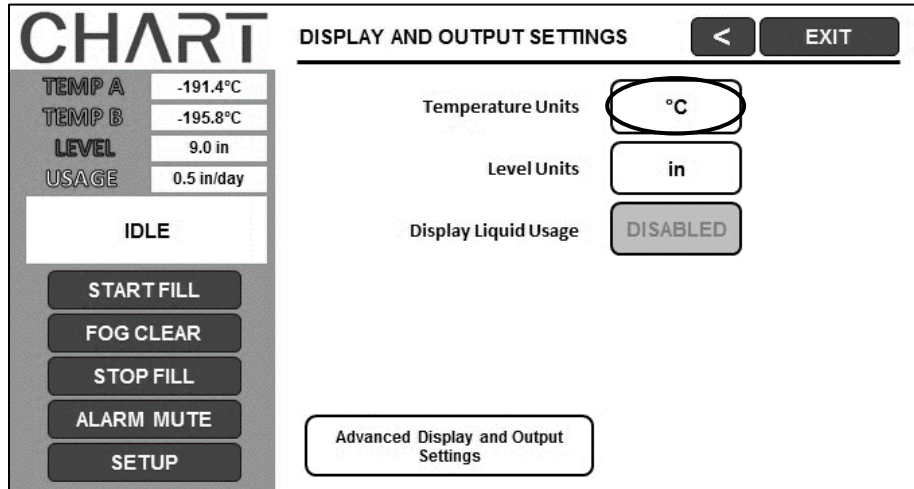 CHART
DISPLAY AND OUTPUT SETTINGS
<
EXIT
TEMP A
-191.4°C
TEMP B
-195.8°C
LEVEL
9.0 in
USAGE
0.5 in/day
IDLE
START FILL
FOG CLEAR
STOP FILL
ALARM MUTE
SETUP
Temperature Units
°C
Level Units
in
Display Liquid Usage
DISABLED
Advanced Display and Output
Settings